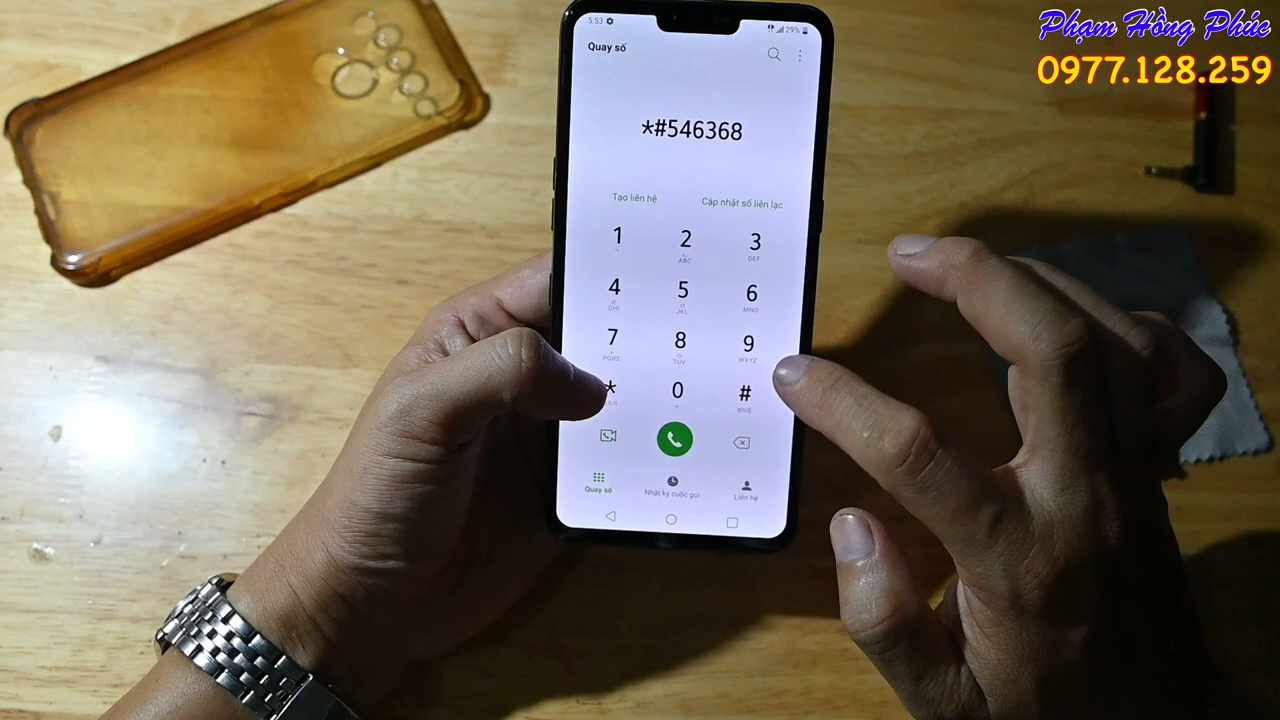 Phạm Hồng Phúc
0977.128.259
5:53
29%
Quay số
*#546368
Tạo liên hệ
Cập nhật số liên lạc
1
2
ABC
3
DEF
4
GHI
5
JKL
6
MNO
7
PQRS
8
TUV
9
WXYZ
*
0
+
#
Quay số
Nhật ký cuộc gọi
Liên hệ